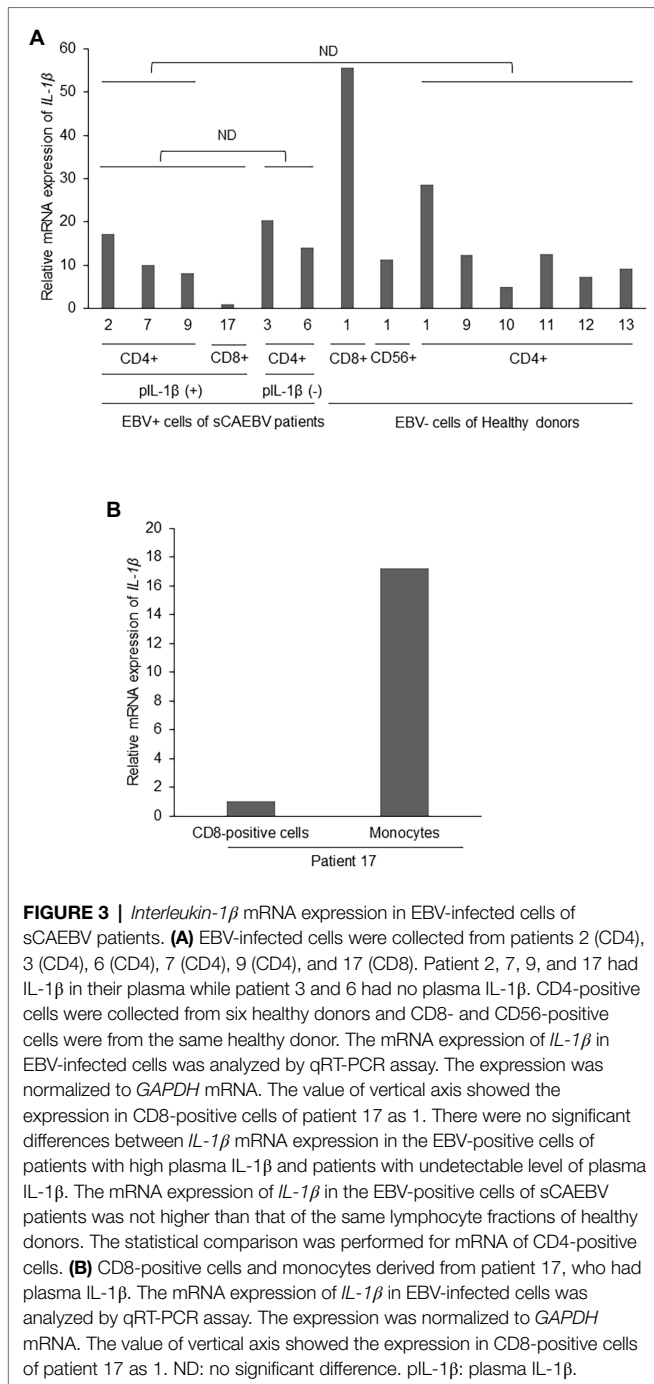 A
Relative mRNA expression of IL-1β
60
50
40
30
20
10
0
ND
ND
2 7 9 17 3 6 1 1 1 9 10 11 12 13
CD4+ CD8+ CD4+ CD8+ CD56+ CD4+
pIL-1β (+) pIL-1β (-)
EBV+ cells of sCAEBV patients EBV- cells of Healthy donors
B
Relative mRNA expression of IL-1β
20
18
16
14
12
10
8
6
4
2
0
CD8-positive cells Monocytes
Patient 17
FIGURE 3 | Interleukin-1β mRNA expression in EBV-infected cells of
sCAEBV patients. (A) EBV-infected cells were collected from patients 2 (CD4),
3 (CD4), 6 (CD4), 7 (CD4), 9 (CD4), and 17 (CD8). Patient 2, 7, 9, and 17 had
IL-1β in their plasma while patient 3 and 6 had no plasma IL-1β. CD4-positive
cells were collected from six healthy donors and CD8- and CD56-positive
cells were from the same healthy donor. The mRNA expression of IL-1β in
EBV-infected cells was analyzed by qRT-PCR assay. The expression was
normalized to GAPDH mRNA. The value of vertical axis showed the
expression in CD8-positive cells of patient 17 as 1. There were no significant
differences between IL-1β mRNA expression in the EBV-positive cells of
patients with high plasma IL-1β and patients with undetectable level of plasma
IL-1β. The mRNA expression of IL-1β in the EBV-positive cells of sCAEBV
patients was not higher than that of the same lymphocyte fractions of healthy
donors. The statistical comparison was performed for mRNA of CD4-positive
cells. (B) CD8-positive cells and monocytes derived from patient 17, who had
plasma IL-1β. The mRNA expression of IL-1β in EBV-infected cells was
analyzed by qRT-PCR assay. The expression was normalized to GAPDH
mRNA. The value of vertical axis showed the expression in CD8-positive cells
of patient 17 as 1. ND: no significant difference. pIL-1β: plasma IL-1β.